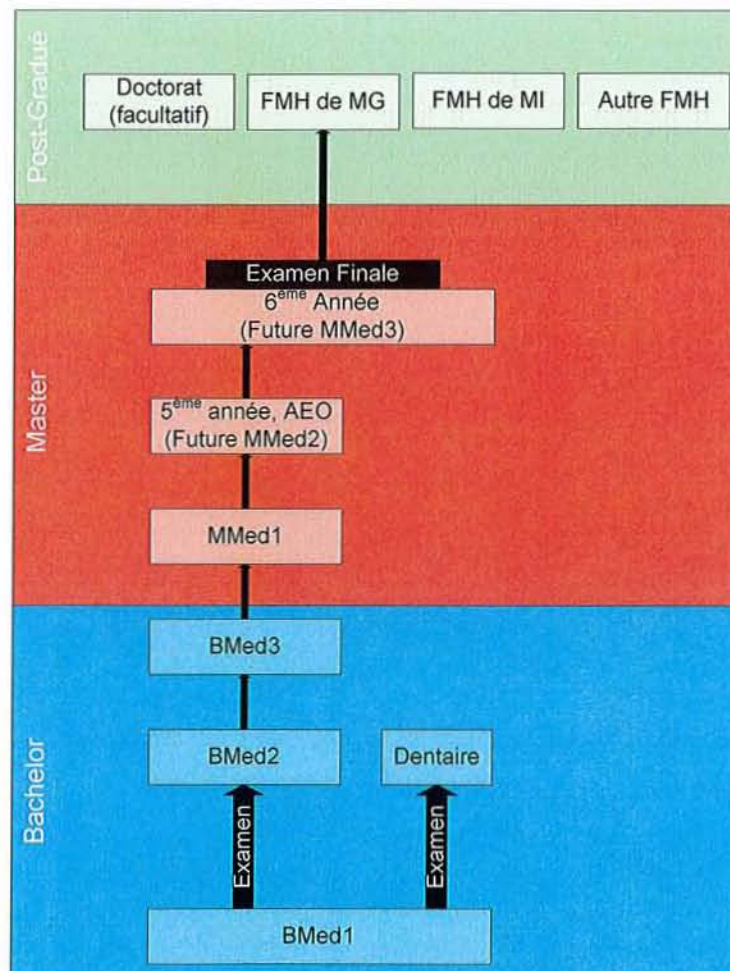 Post-Gradué
Doctorat
(facultatif)
FMH de MG
FMH de MI
Autre FMH
Master
Examen Finale
6ème Année
(Future MMed3)
5ème année, AEO
(Future MMed2)
MMed1
Bachelor
BMed3
BMed2
Dentaire
Examen
Examen
BMed1